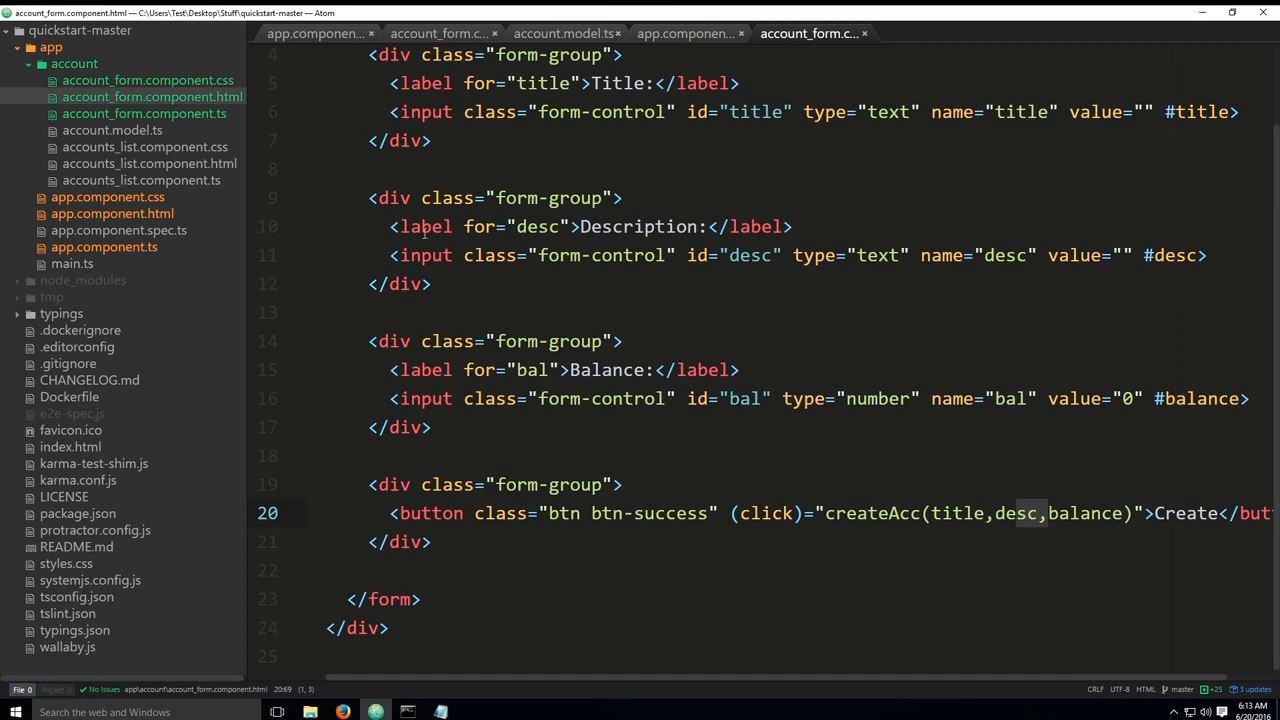 account_form.component.html — C:\Users\Test\Desktop\Stuff\quickstart-master — Atom
quickstart-master
app
account
account_form.component.css
account_form.component.html
account_form.component.ts
account.model.ts
accounts_list.component.css
accounts_list.component.html
accounts_list.component.ts
app.component.css
app.component.html
app.component.spec.ts
app.component.ts
main.ts
node_modules
tmp
typings
.dockerignore
.editorconfig
.gitignore
CHANGELOG.md
Dockerfile
e2e-spec.js
favicon.ico
index.html
karma-test-shim.js
karma.conf.js
LICENSE
package.json
protractor.config.js
README.md
styles.css
systemjs.config.js
tsconfig.json
tslint.json
typings.json
wallaby.js
app.componen... account_form.c... account.model.ts app.componen... account_form.c...
4 <div class="form-group">
5 <label for="title">Title:</label>
6 <input class="form-control" id="title" type="text" name="title" value="" #title>
7 </div>
8
9 <div class="form-group">
10 <label for="desc">Description:</label>
11 <input class="form-control" id="desc" type="text" name="desc" value="" #desc>
12 </div>
13
14 <div class="form-group">
15 <label for="bal">Balance:</label>
16 <input class="form-control" id="bal" type="number" name="bal" value="0" #balance>
17 </div>
18
19 <div class="form-group">
20 <button class="btn btn-success" (click)="createAcc(title,desc,balance)">Create</butt
21 </div>
22
23 </form>
24 </div>
25
File 0 Project 0 No Issues app\account\account_form.component.html 20:69 (1, 3) CRLF UTF-8 HTML master +25 3 updates
Search the web and Windows
6:13 AM
6/20/2016